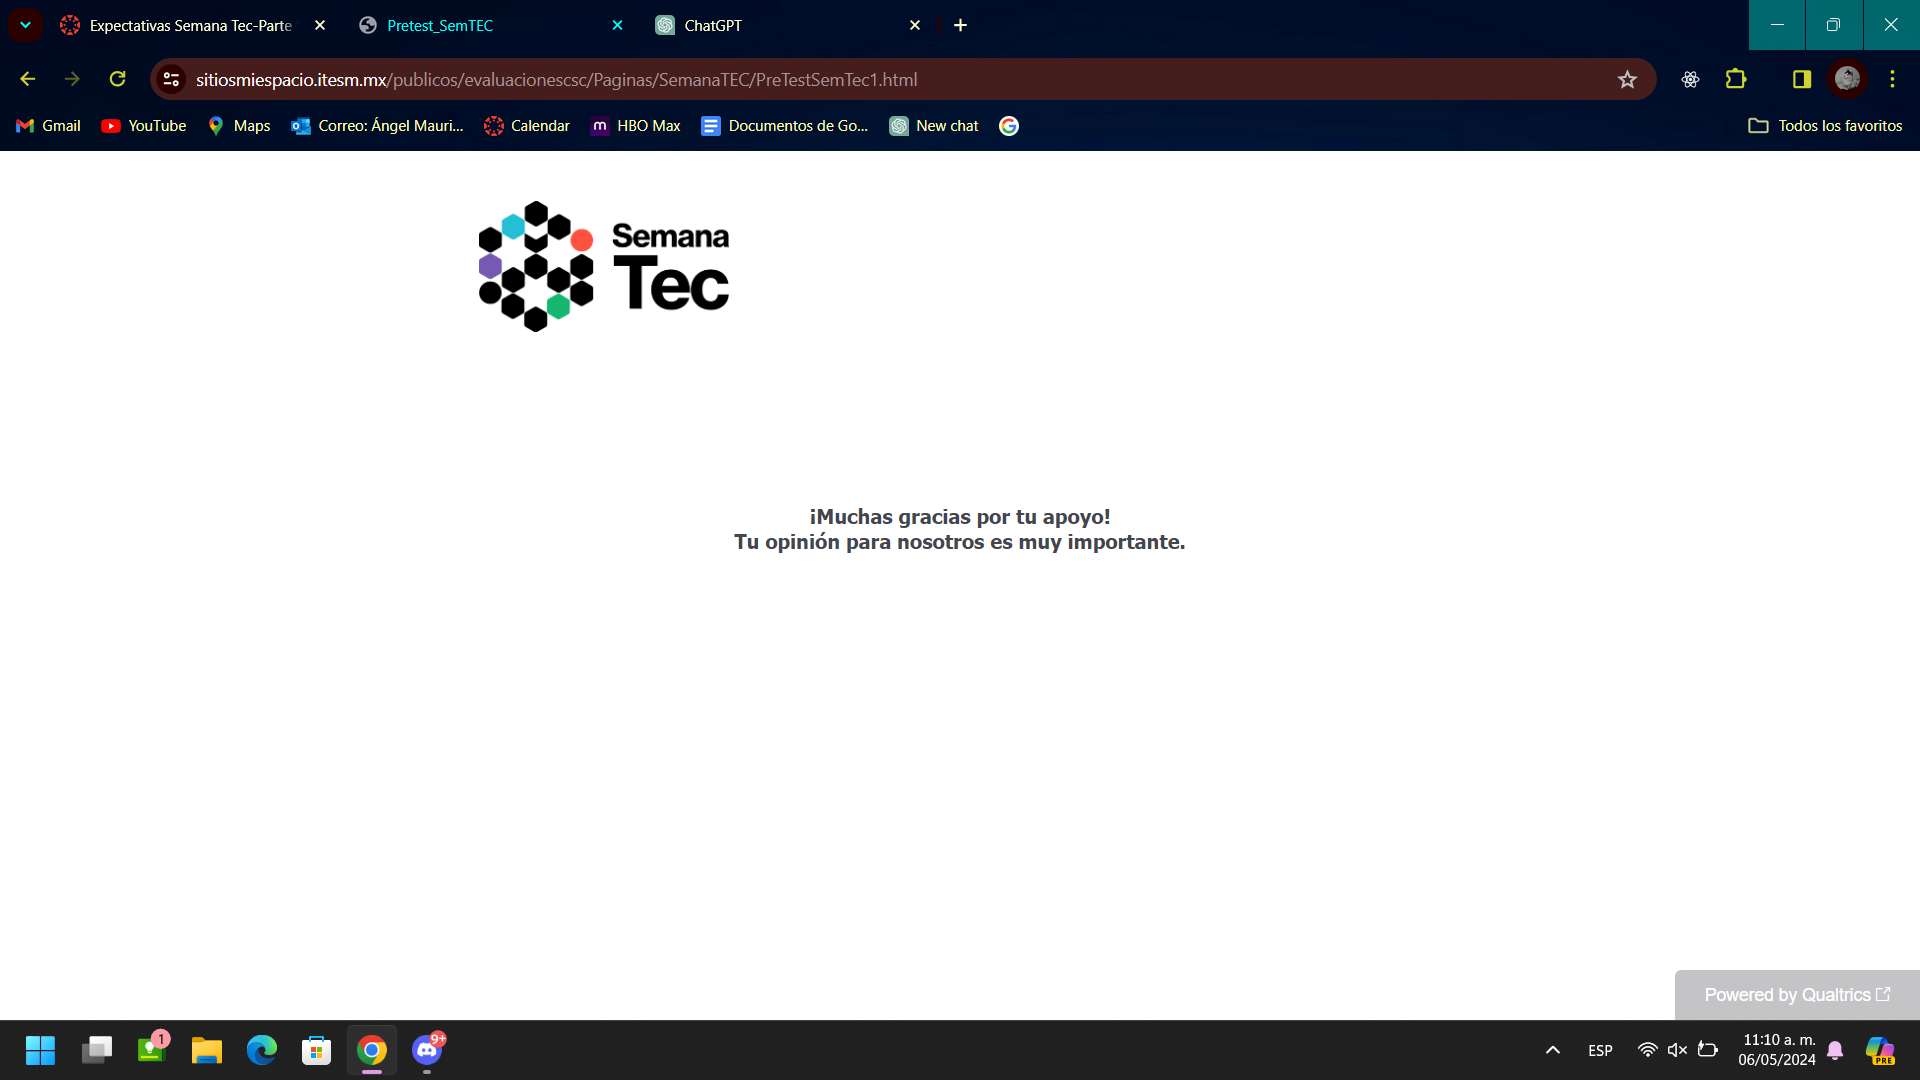 Expectativas Semana Tec-Parte
Pretest_SemTEC
ChatGPT
sitiosmiespacio.itesm.mx/publicos/evaluacionescsc/Paginas/SemanaTEC/PreTestSemTec1.html
Gmail
YouTube
Maps
Correo: Ángel Mauri...
Calendar
HBO Max
Documentos de Go...
New chat
Todos los favoritos
Semana
Tec
¡Muchas gracias por tu apoyo!
Tu opinión para nosotros es muy importante.
Powered by Qualtrics
1
9+
ESP
11:10 a. m.
06/05/2024
PRE